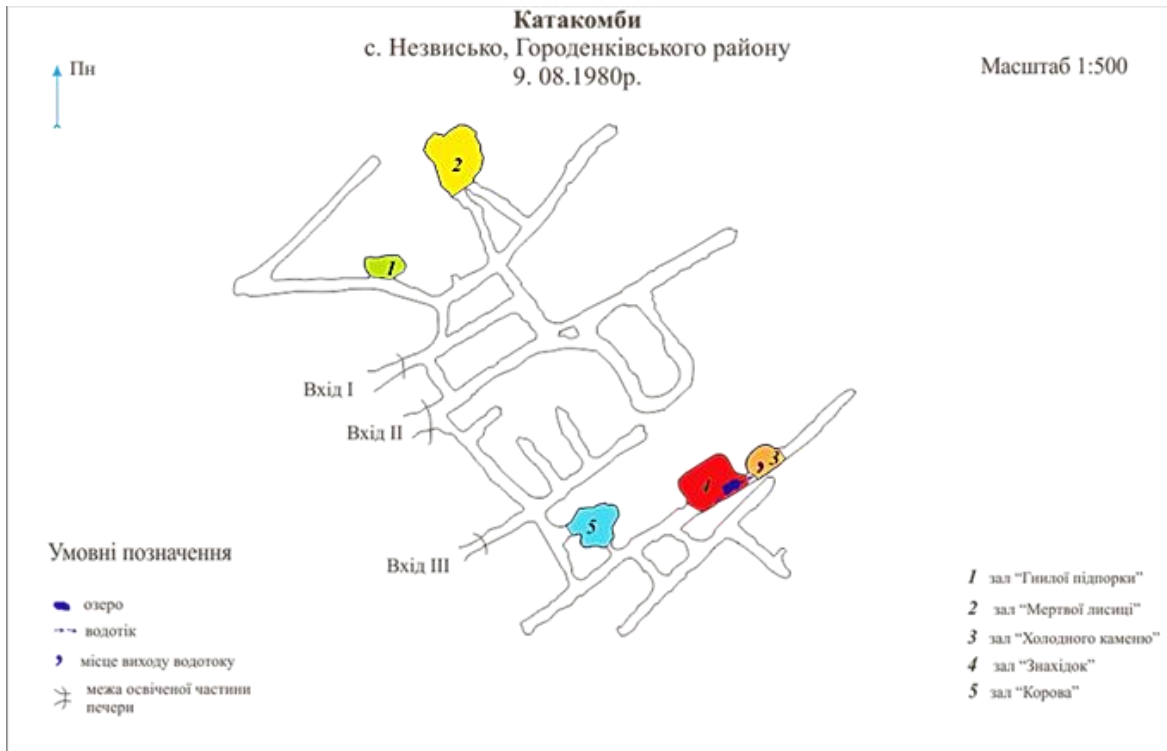 Катакомби
с. Незвисько, Городенківського району
9. 08.1980р.
Масштаб 1:500
Пн
2
1
Вхід I
Вхід II
Вхід III
3
4
5
Умовні позначення
озеро
водотік
місце виходу водотоку
межа освіченої частини
печери
1 зал “Гнилої підпорки”
2 зал “Мертвої лисиці”
3 зал “Холодного каменю”
4 зал “Знахідок”
5 зал “Корова”